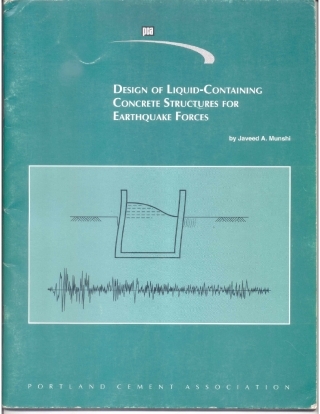 pca
DESIGN OF LIQUID-CONTAINING
CONCRETE STRUCTURES FOR
EARTHQUAKE FORCES
by Javeed A. Munshi
PORTLAND CEMENT ASSOCIATION